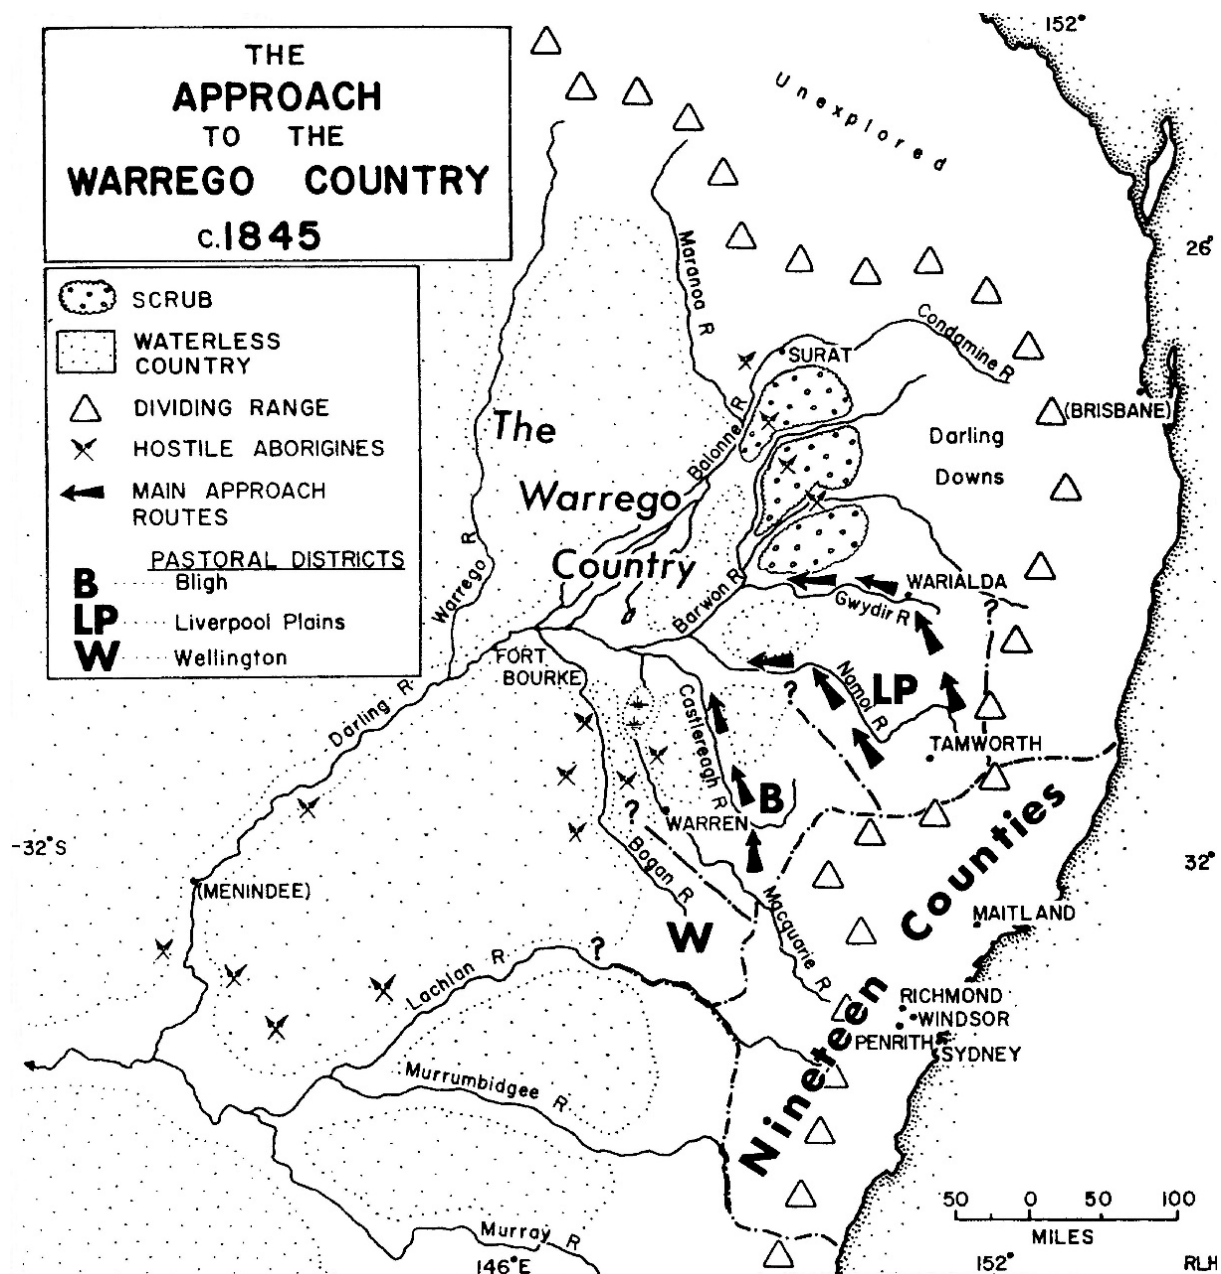 THE
APPROACH
TO THE
WARREGO COUNTRY
c.1845
SCRUB
WATERLESS
COUNTRY
DIVIDING RANGE
HOSTILE ABORIGINES
MAIN APPROACH
ROUTES
PASTORAL DISTRICTS
B Bligh
LP Liverpool Plains
W Wellington
152°
Unexplored
26°
Maranoa R
Condamine R
SURAT
(BRISBANE)
Balonne R
Darling
Downs
The
Warrego
Country
Warrego R
Barwon R
WARIALDA
Gwydir R
?
FORT
BOURKE
Darling R
Namoi R
LP
?
Castlereagh R
TAMWORTH
B
?
WARREN
Bogan R
-32°S
32°
(MENINDEE)
Macquarie R
W
Nineteen Counties
MAITLAND
Lachlan R
?
RICHMOND
WINDSOR
PENRITH
SYDNEY
Murrumbidgee R
Murray R
146°E
50 0 50 100
MILES
152°
RLH